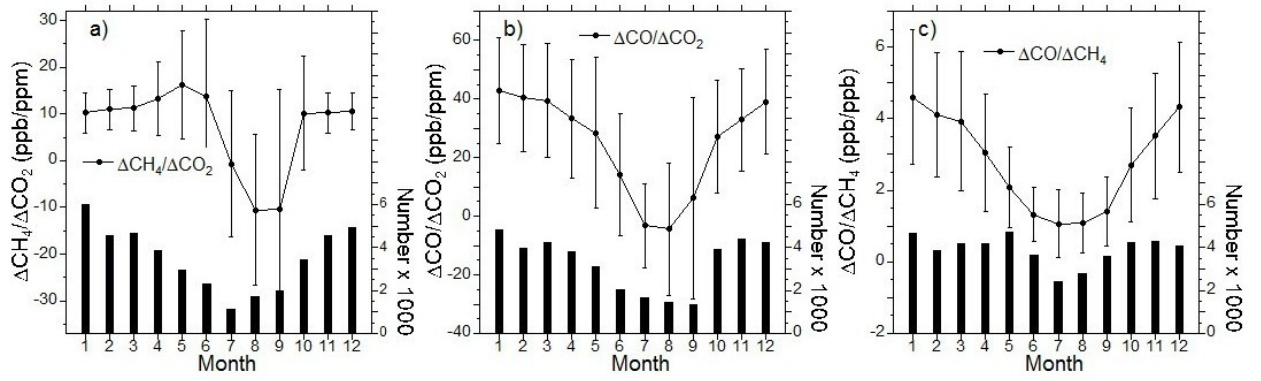 a)
ΔCH₄/ΔCO₂ (ppb/ppm)
30
20
10
0
-10
-20
-30
ΔCH₄/ΔCO₂
6
4
2
0
Number x 1000
1 2 3 4 5 6 7 8 9 10 11 12
Month
b)
ΔCO/ΔCO₂ (ppb/ppm)
60
40
20
0
-20
-40
ΔCO/ΔCO₂
6
4
2
0
Number x 1000
1 2 3 4 5 6 7 8 9 10 11 12
Month
c)
ΔCO/ΔCH₄ (ppb/ppb)
6
4
2
0
-2
ΔCO/ΔCH₄
6
4
2
0
Number x 1000
1 2 3 4 5 6 7 8 9 10 11 12
Month